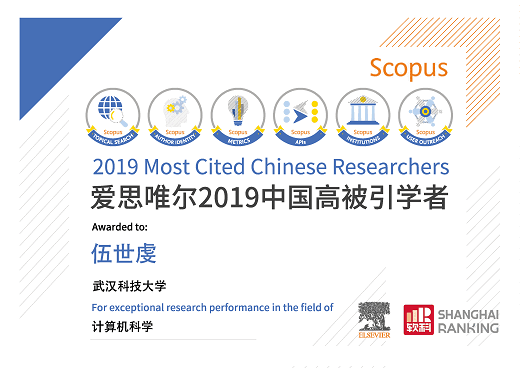 Scopus
Scopus
TOPICAL SEARCH
Scopus
AUTHOR IDENTITY
Scopus
METRICS
Scopus
APIs
Scopus
INSTITUTIONS
Scopus
USER OUTREACH
2019 Most Cited Chinese Researchers
爱思唯尔2019中国高被引学者
Awarded to:
伍世虔
武汉科技大学
For exceptional research performance in the field of
计算机科学
ELSEVIER
软科
SHANGHAI
RANKING